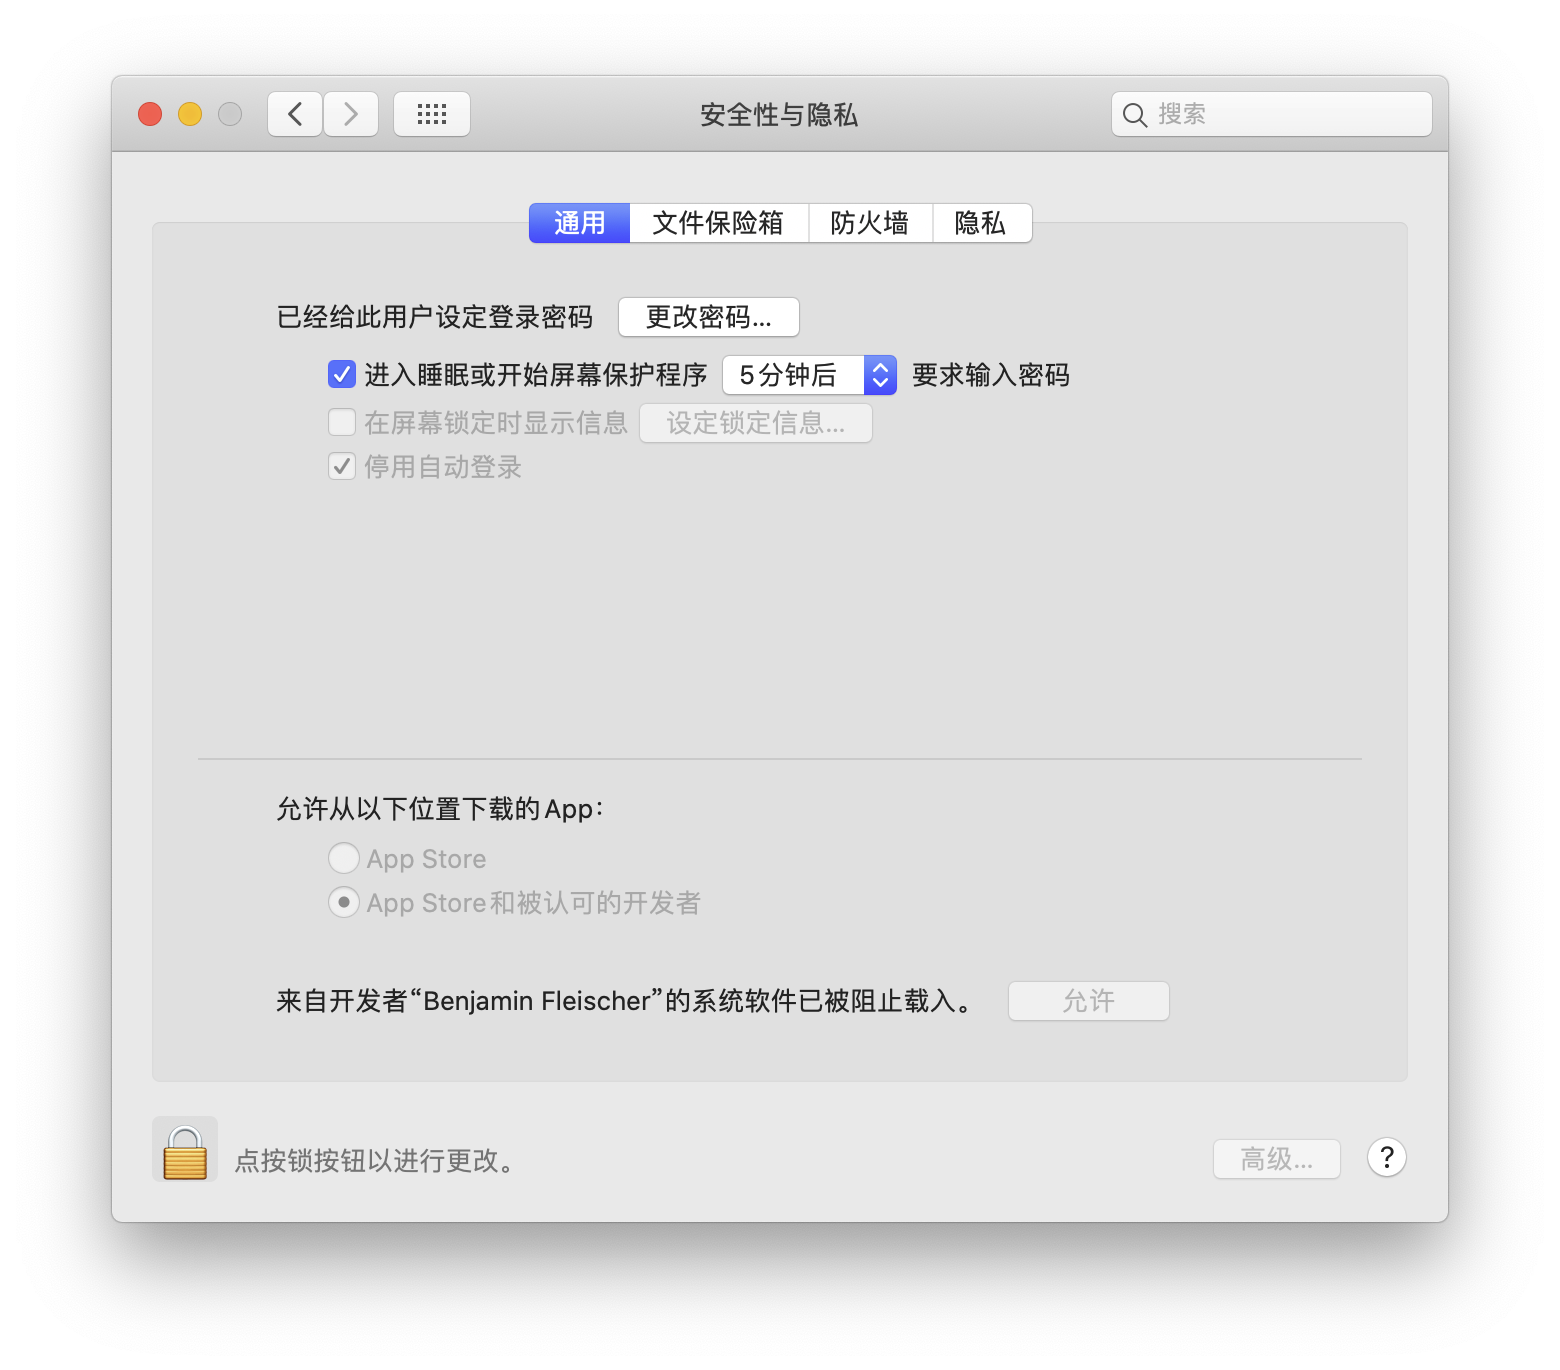 安全性与隐私
搜索
通用 文件保险箱 防火墙 隐私
已经给此用户设定登录密码 更改密码...
进入睡眠或开始屏幕保护程序 5分钟后 要求输入密码
在屏幕锁定时显示信息 设定锁定信息...
停用自动登录
允许从以下位置下载的App：
App Store
App Store和被认可的开发者
来自开发者“Benjamin Fleischer”的系统软件已被阻止载入。 允许
点按锁按钮以进行更改。 高级... ?